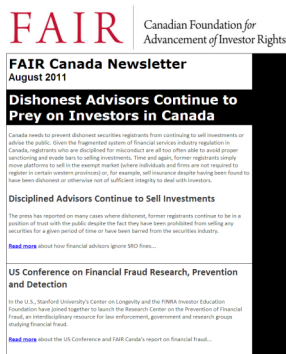 FAIR
Canadian Foundation for
Advancement of Investor Rights
FAIR Canada Newsletter
August 2011
Dishonest Advisors Continue to
Prey on Investors in Canada
Canada needs to prevent dishonest securities registrants from continuing to sell investments or
advise the public. Given the fragmented system of financial services industry regulation in
Canada, registrants who are disciplined for misconduct are all too often able to avoid proper
sanctioning and evade bars to selling investments. Time and again, former registrants simply
move platforms to sell in the exempt market (where individuals and firms are not required to
register in certain western provinces) or, for example, sell insurance despite having been found to
have been dishonest or otherwise not of sufficient integrity to deal with investors.
Disciplined Advisors Continue to Sell Investments
The press has reported on many cases where dishonest, former registrants continue to be in a
position of trust with the public despite the fact they have been prohibited from selling any
securities for a given period of time or have been barred from the securities industry.
Read more about how financial advisors ignore SRO fines...
US Conference on Financial Fraud Research, Prevention
and Detection
In the U.S., Stanford University's Center on Longevity and the FINRA Investor Education
Foundation have joined together to launch the Research Center on the Prevention of Financial
Fraud, an interdisciplinary resource for law enforcement, government and research groups
studying financial fraud.
Read more about the US Conference and FAIR Canda's report on financial fraud...